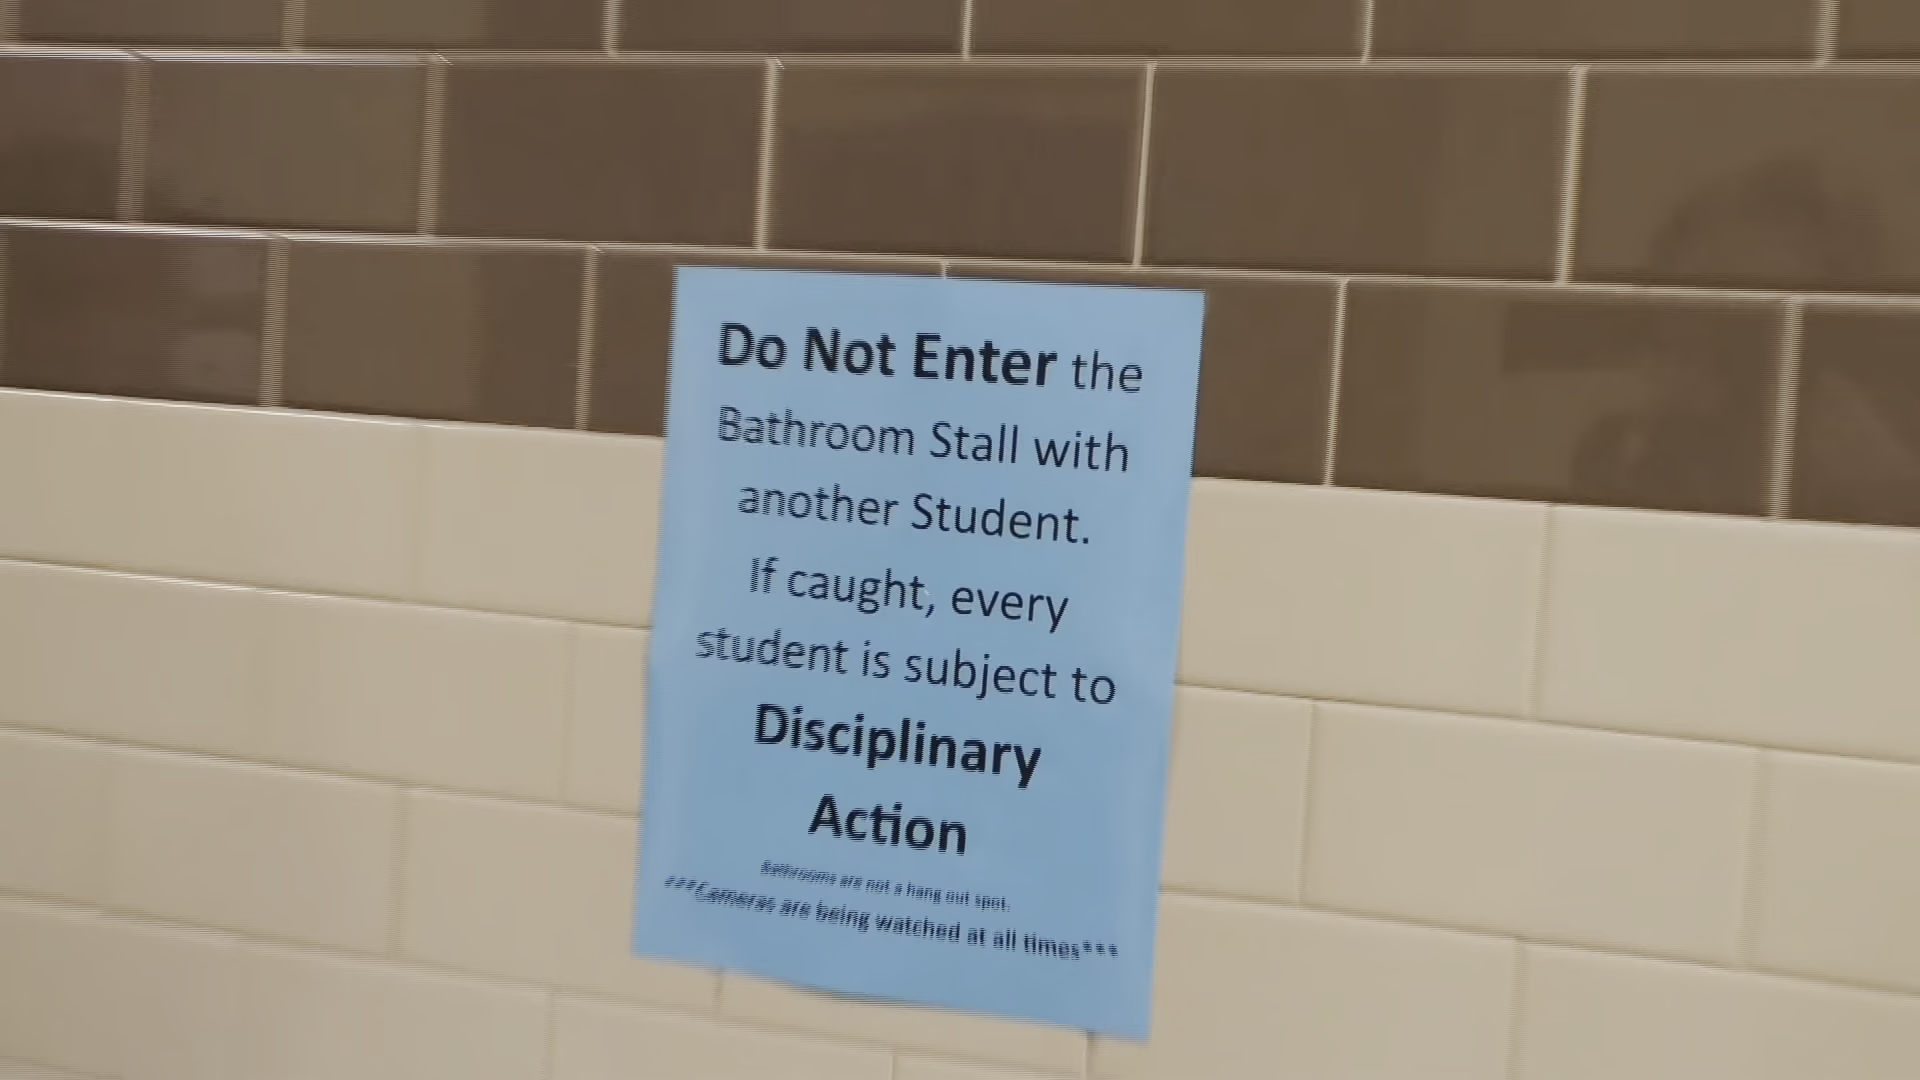 Do Not Enter the
Bathroom Stall with
another Student.
If caught, every
student is subject to
Disciplinary
Action
Bathrooms are not a hang out spot.
***Cameras are being watched at all times***